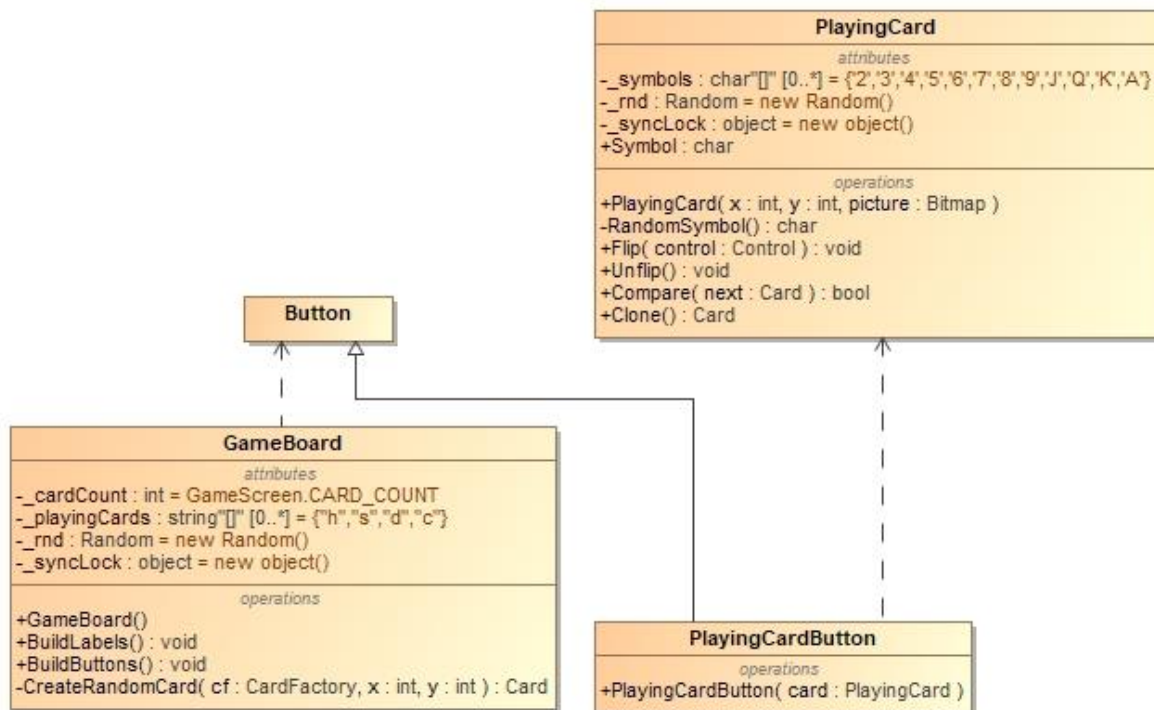 PlayingCard
attributes
-_symbols : char"[]" [0..*] = {'2','3','4','5','6','7','8','9','J','Q','K','A'}
-_rnd : Random = new Random()
-_syncLock : object = new object()
+Symbol : char
operations
+PlayingCard( x : int, y : int, picture : Bitmap )
-RandomSymbol() : char
+Flip( control : Control ) : void
+Unflip() : void
+Compare( next : Card ) : bool
+Clone() : Card
Button
GameBoard
attributes
-_cardCount : int = GameScreen.CARD_COUNT
-_playingCards : string"[]" [0..*] = {"h","s","d","c"}
-_rnd : Random = new Random()
-_syncLock : object = new object()
operations
+GameBoard()
+BuildLabels() : void
+BuildButtons() : void
-CreateRandomCard( cf : CardFactory, x : int, y : int ) : Card
PlayingCardButton
operations
+PlayingCardButton( card : PlayingCard )